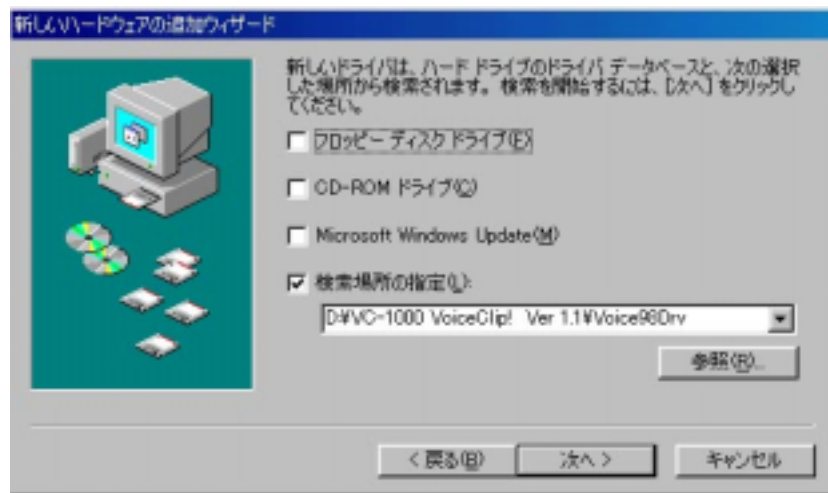 新しいハードウェアの追加ウィザード
新しいドライバは、ハード ドライブのドライバ データベースと、次の選択
した場所から検索されます。検索を開始するには、[次へ] をクリックし
てください。
フロッピー ディスク ドライブ(E)
CD-ROM ドライブ(C)
Microsoft Windows Update(M)
検索場所の指定(L):
D:¥VC-1000 VoiceClip! Ver 1.1¥Voice98Drv
参照(R)...
< 戻る(B)
次へ >
キャンセル